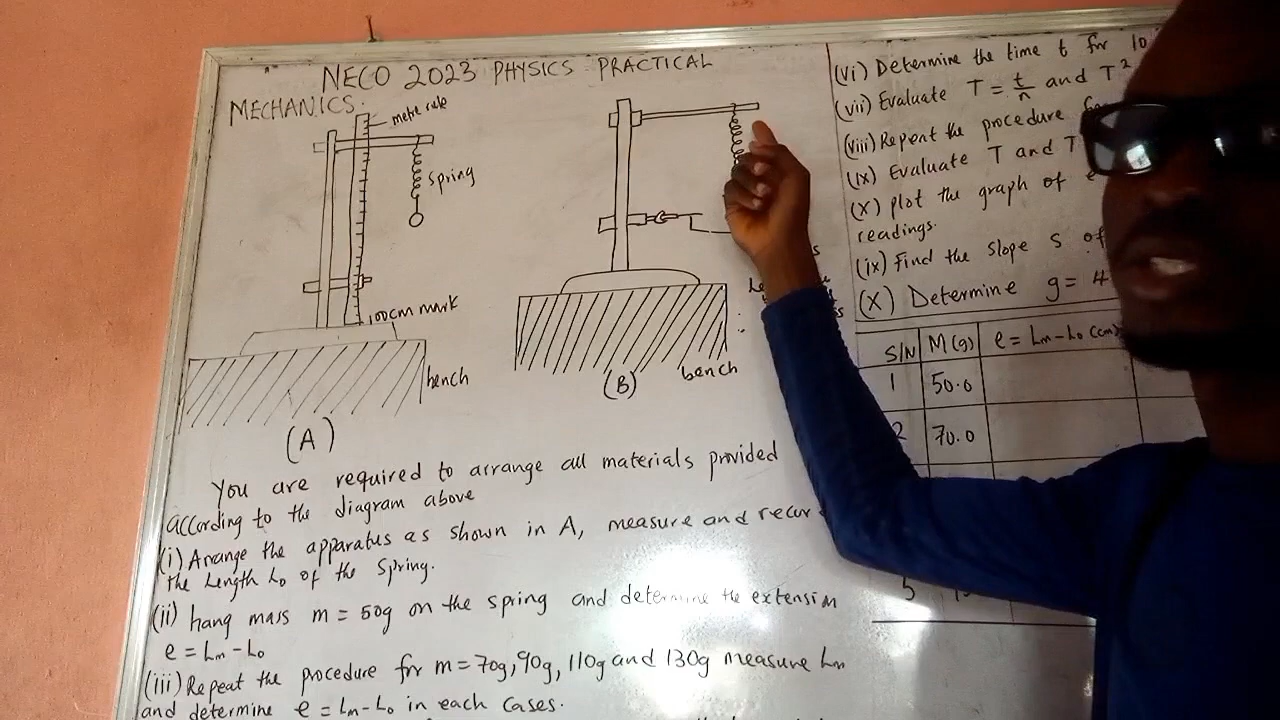 NECO 2023 PHYSICS PRACTICAL
MECHANICS.
metre rule
spring
100cm mark
bench
(A)
bench
(B)
You are required to arrange all materials provided
according to the diagram above
(i) Arrange the apparatus as shown in A, measure and record
the Length L₀ of the spring.
(ii) hang mass m = 50g on the spring and determine the extension
e = Lm - L₀
(iii) Repeat the procedure for m = 70g, 90g, 110g and 130g measure Lm
and determine e = Lm - L₀ in each cases.
(vi) Determine the time t for 10
(vii) Evaluate T = t/n and T²
(viii) Repeat the procedure
(ix) Evaluate T and T
(x) plot the graph of e
readings.
(ix) Find the slope S of
(X) Determine g = 4
S/N M(g) e = Lm - L₀ (cm)
1 50.0
2 70.0
5